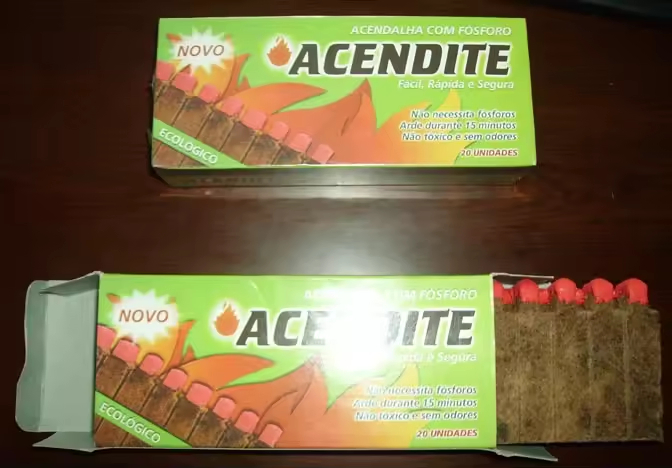 ACENDALHA COM FÓSFORO
NOVO
ACENDITE
Fácil, Rápida e Segura
Não necessita fósforos
Arde durante 15 minutos
Não tóxico e sem odores
20 UNIDADES
ECOLÓGICO
COM FÓSFORO
NOVO
ACENDITE
e Segura
Não necessita fósforos
Arde durante 15 minutos
Não tóxico e sem odores
20 UNIDADES
ECOLÓGICO